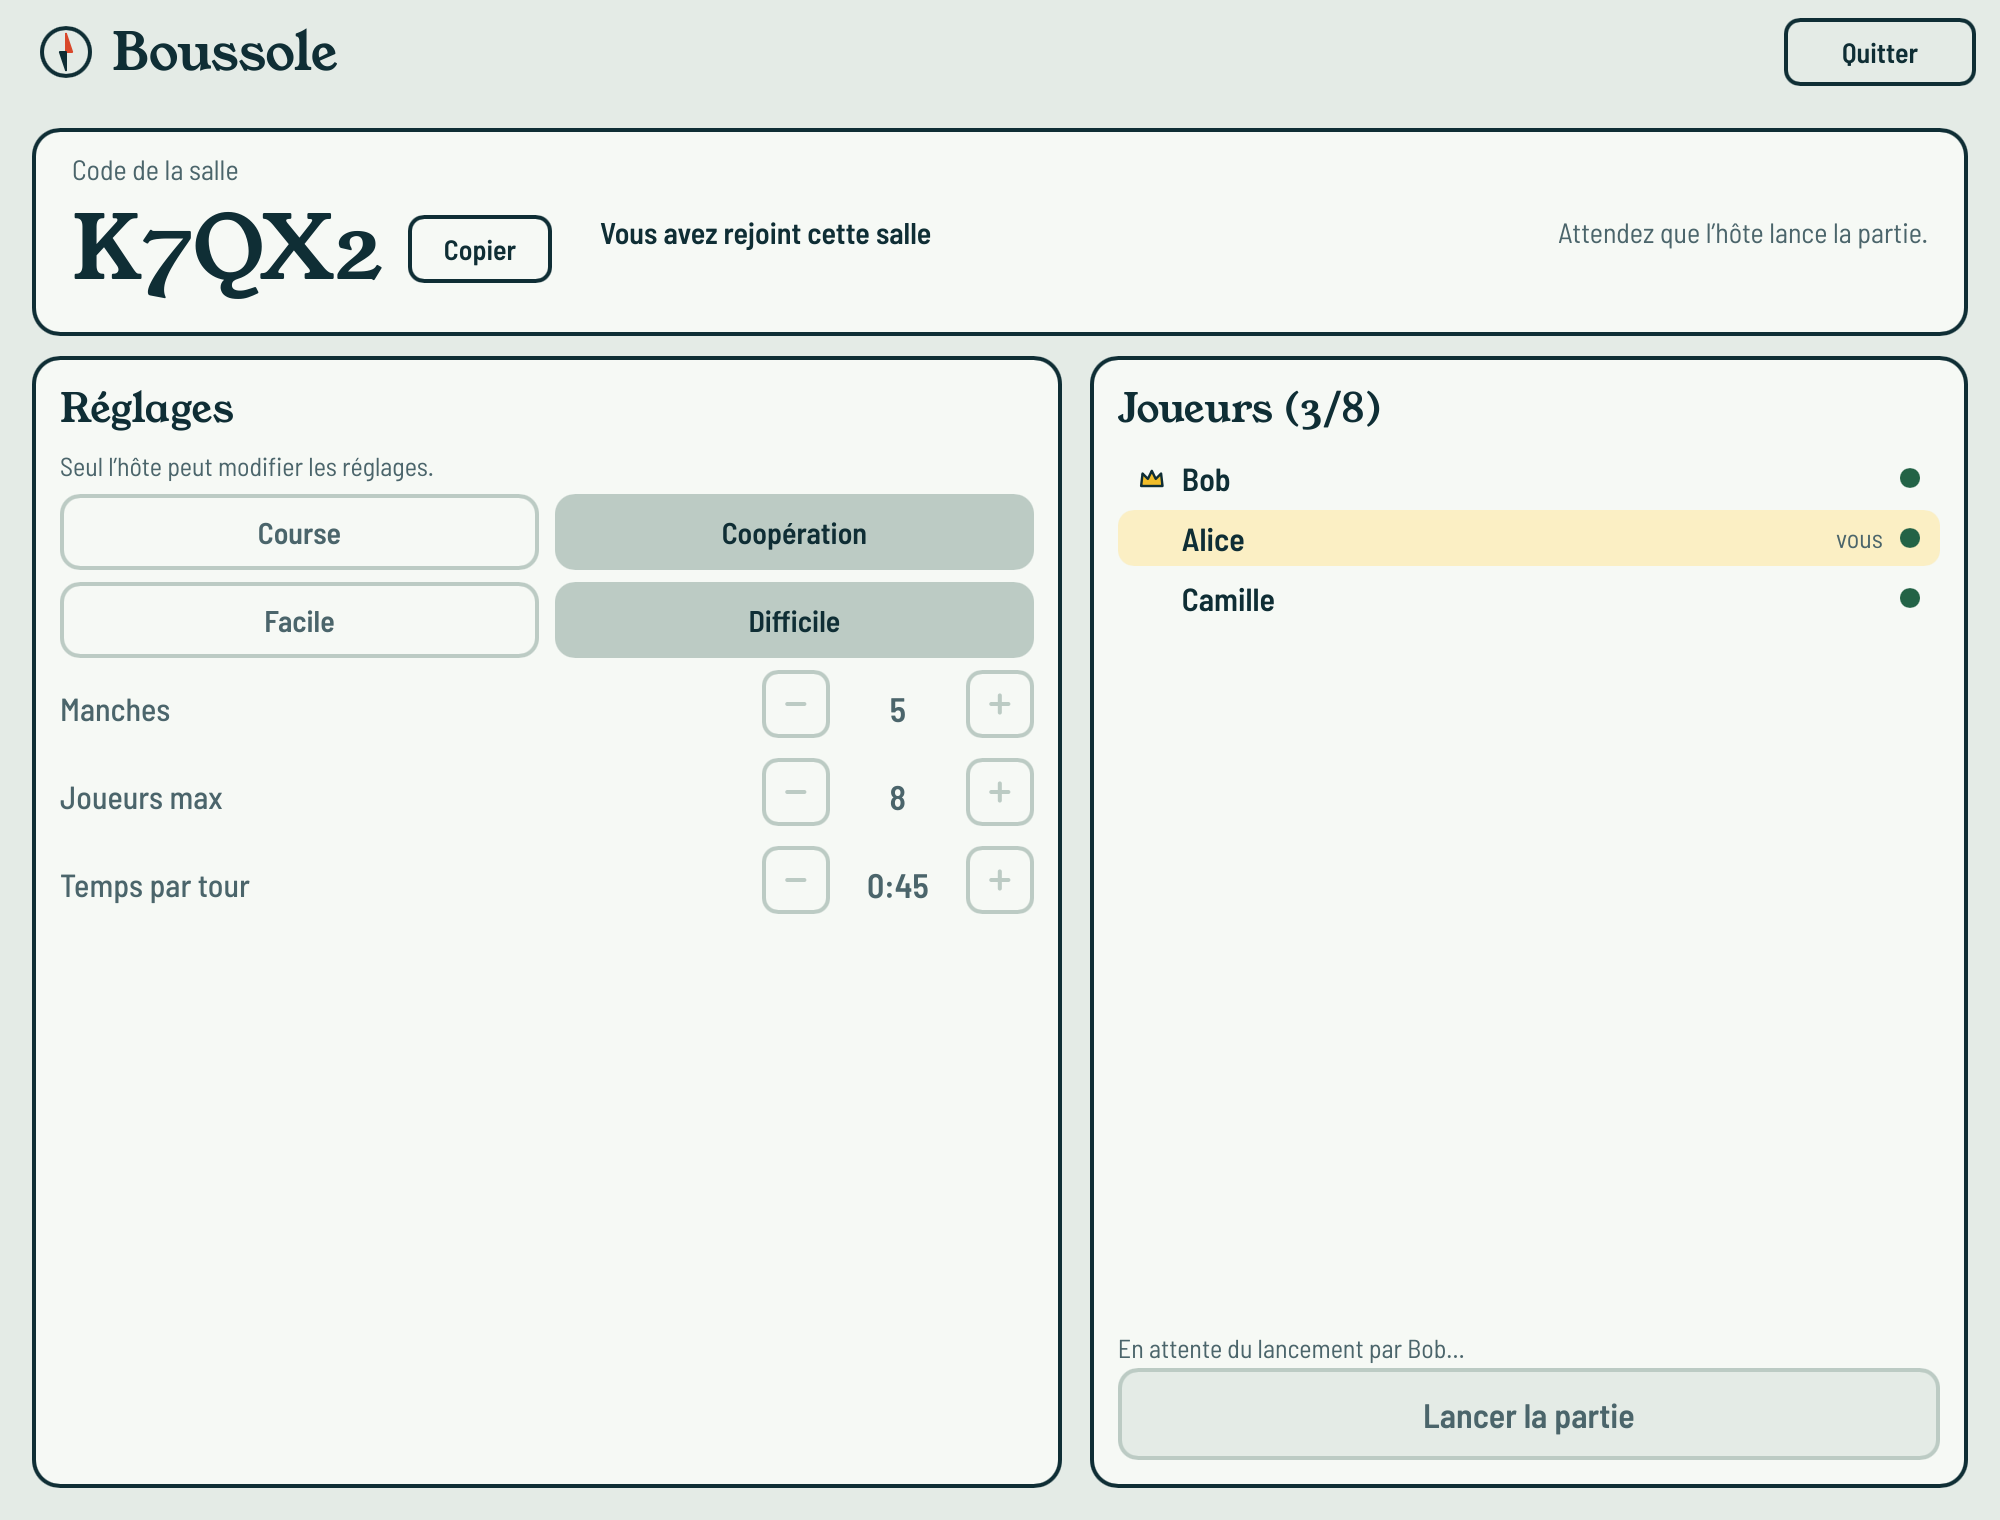 Boussole
Quitter
Code de la salle
K7QX2
Copier
Vous avez rejoint cette salle
Attendez que l’hôte lance la partie.
Réglages
Seul l’hôte peut modifier les réglages.
Course
Coopération
Facile
Difficile
Manches
− 5 +
Joueurs max
− 8 +
Temps par tour
− 0:45 +
Joueurs (3/8)
Bob
Alice vous
Camille
En attente du lancement par Bob…
Lancer la partie